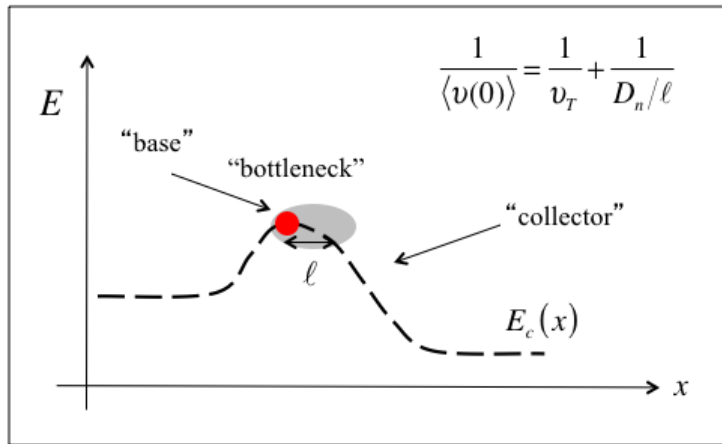 1/⟨υ(0)⟩ = 1/υ_T + 1/(D_n/ℓ)
E
“base”
“bottleneck”
“collector”
ℓ
E_c(x)
x